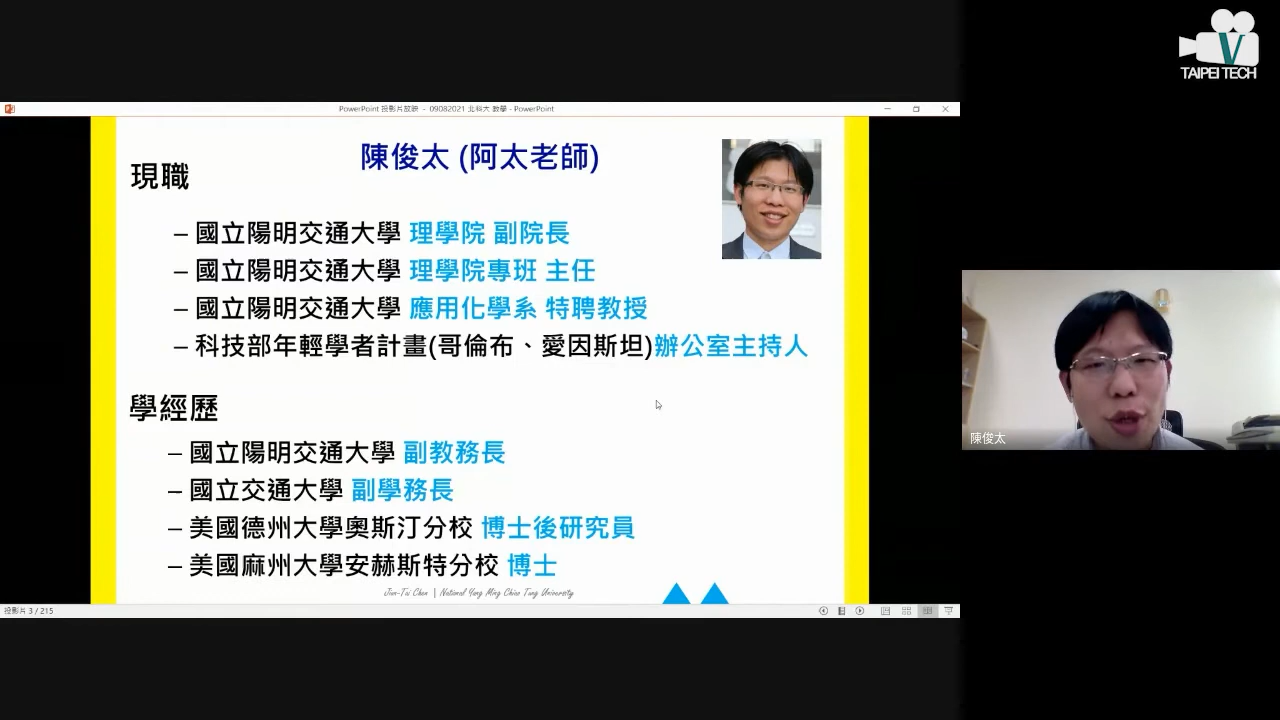 TAIPEI TECH
PowerPoint 投影片放映 - 09082021 北科大 教學 - PowerPoint
陳俊太 (阿太老師)
現職
– 國立陽明交通大學 理學院 副院長
– 國立陽明交通大學 理學院專班 主任
– 國立陽明交通大學 應用化學系 特聘教授
– 科技部年輕學者計畫(哥倫布、愛因斯坦)辦公室主持人
學經歷
– 國立陽明交通大學 副教務長
– 國立交通大學 副學務長
– 美國德州大學奧斯汀分校 博士後研究員
– 美國麻州大學安赫斯特分校 博士
Jiun-Tai Chen | National Yang Ming Chiao Tung University
投影片 3 / 215
陳俊太